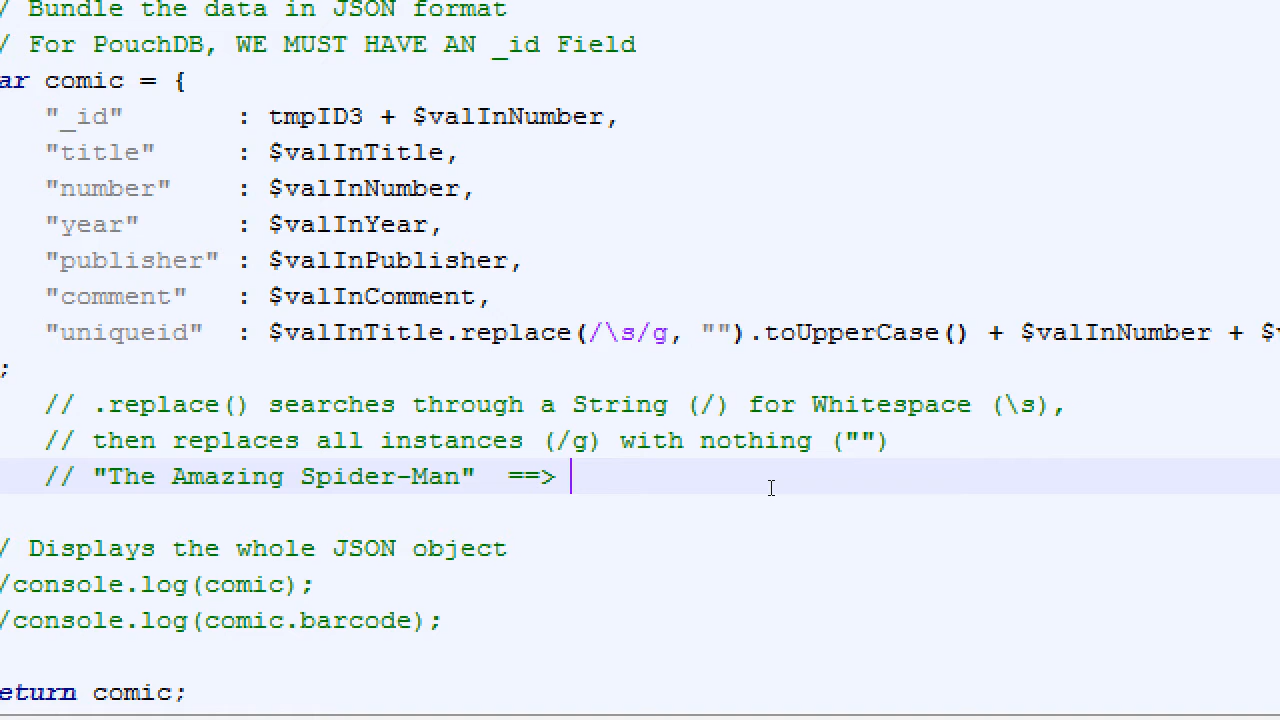 / Bundle the data in JSON format
/ For PouchDB, WE MUST HAVE AN _id Field
ar comic = {
"_id" : tmpID3 + $valInNumber,
"title" : $valInTitle,
"number" : $valInNumber,
"year" : $valInYear,
"publisher" : $valInPublisher,
"comment" : $valInComment,
"uniqueid" : $valInTitle.replace(/\s/g, "").toUpperCase() + $valInNumber + $
;
// .replace() searches through a String (/) for Whitespace (\s),
// then replaces all instances (/g) with nothing ("")
// "The Amazing Spider-Man" ==>
/ Displays the whole JSON object
/console.log(comic);
/console.log(comic.barcode);
eturn comic;